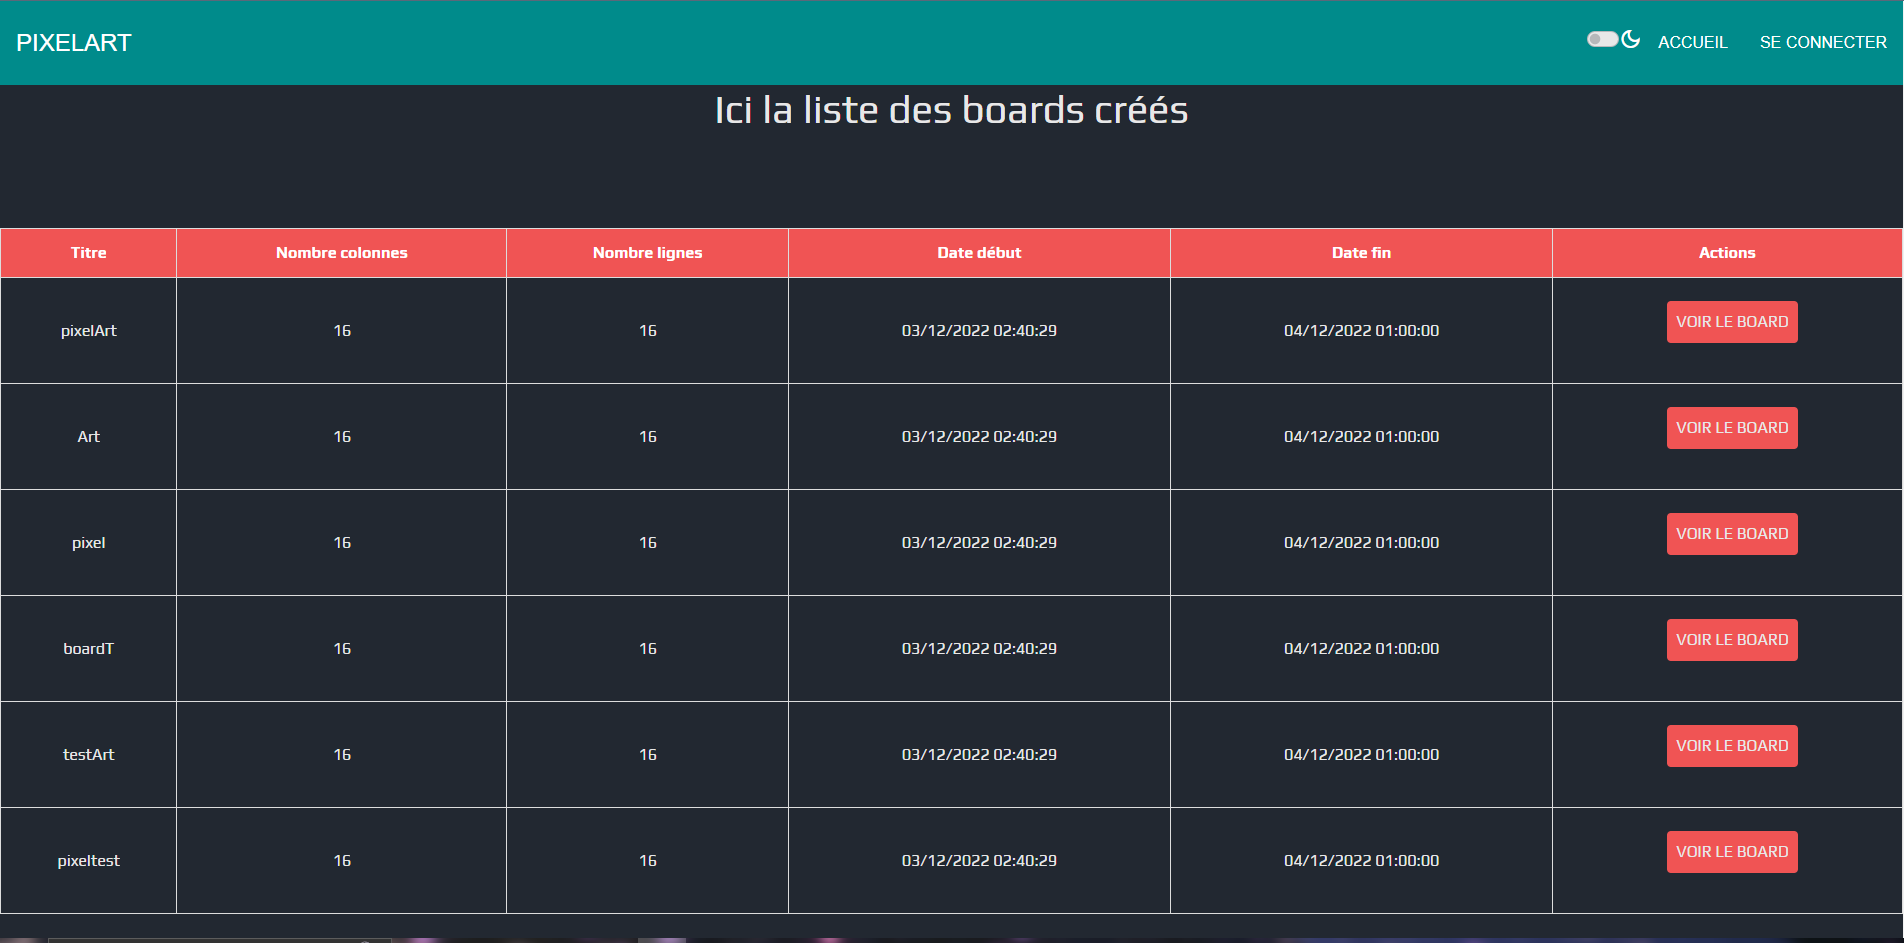 PIXELART
ACCUEIL SE CONNECTER
Ici la liste des boards créés
Titre Nombre colonnes Nombre lignes Date début Date fin Actions
pixelArt 16 16 03/12/2022 02:40:29 04/12/2022 01:00:00 VOIR LE BOARD
Art 16 16 03/12/2022 02:40:29 04/12/2022 01:00:00 VOIR LE BOARD
pixel 16 16 03/12/2022 02:40:29 04/12/2022 01:00:00 VOIR LE BOARD
boardT 16 16 03/12/2022 02:40:29 04/12/2022 01:00:00 VOIR LE BOARD
testArt 16 16 03/12/2022 02:40:29 04/12/2022 01:00:00 VOIR LE BOARD
pixeltest 16 16 03/12/2022 02:40:29 04/12/2022 01:00:00 VOIR LE BOARD